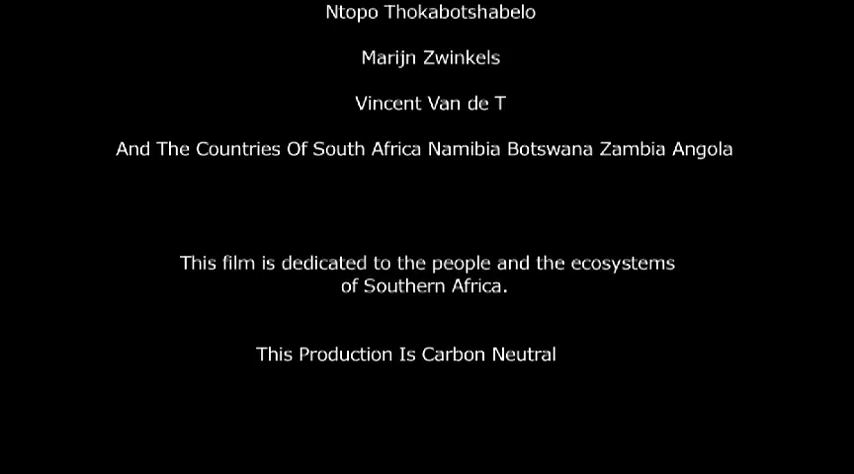 Ntopo Thokabotshabelo
Marijn Zwinkels
Vincent Van de T
And The Countries Of South Africa Namibia Botswana Zambia Angola
This film is dedicated to the people and the ecosystems
of Southern Africa.
This Production Is Carbon Neutral